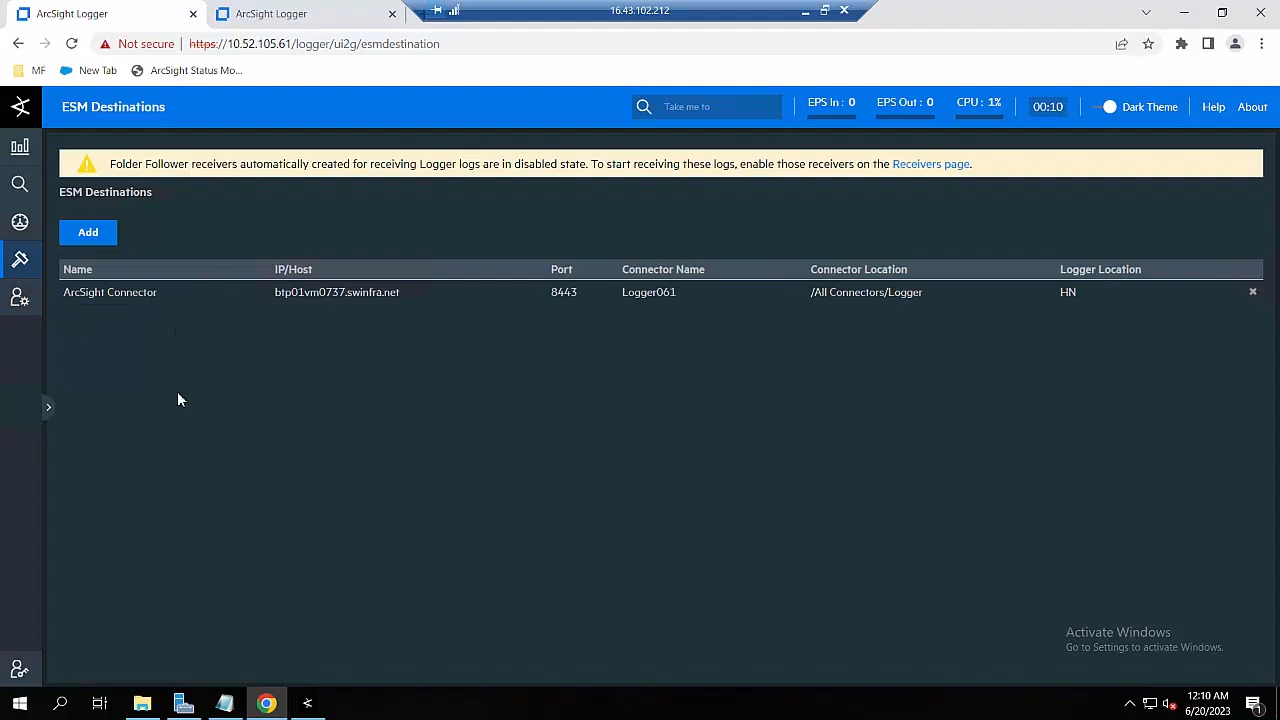 ArcSight Logger
ArcSight Logger
16.43.102.212
Not secure
https://10.52.105.61/logger/ui2g/esmdestination
MF
New Tab
ArcSight Status Mo...
ESM Destinations
Take me to
EPS In : 0
EPS Out : 0
CPU : 1%
00:10
Dark Theme
Help
About
Folder Follower receivers automatically created for receiving Logger logs are in disabled state. To start receiving these logs, enable those receivers on the Receivers page.
ESM Destinations
Add
Name IP/Host Port Connector Name Connector Location Logger Location
ArcSight Connector btp01vm0737.swinfra.net 8443 Logger061 /All Connectors/Logger HN
Activate Windows
Go to Settings to activate Windows.
12:10 AM
6/20/2023
1